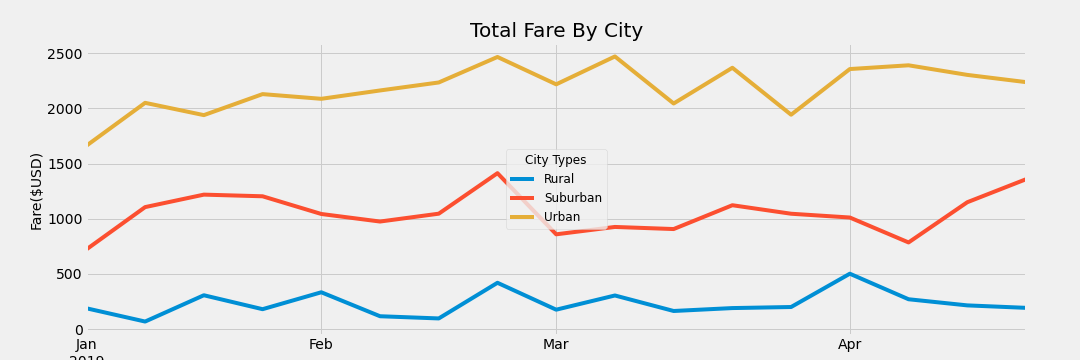 Total Fare By City
Fare($USD)
2500
2000
1500
1000
500
0
City Types
Rural
Suburban
Urban
Jan
Feb
Mar
Apr